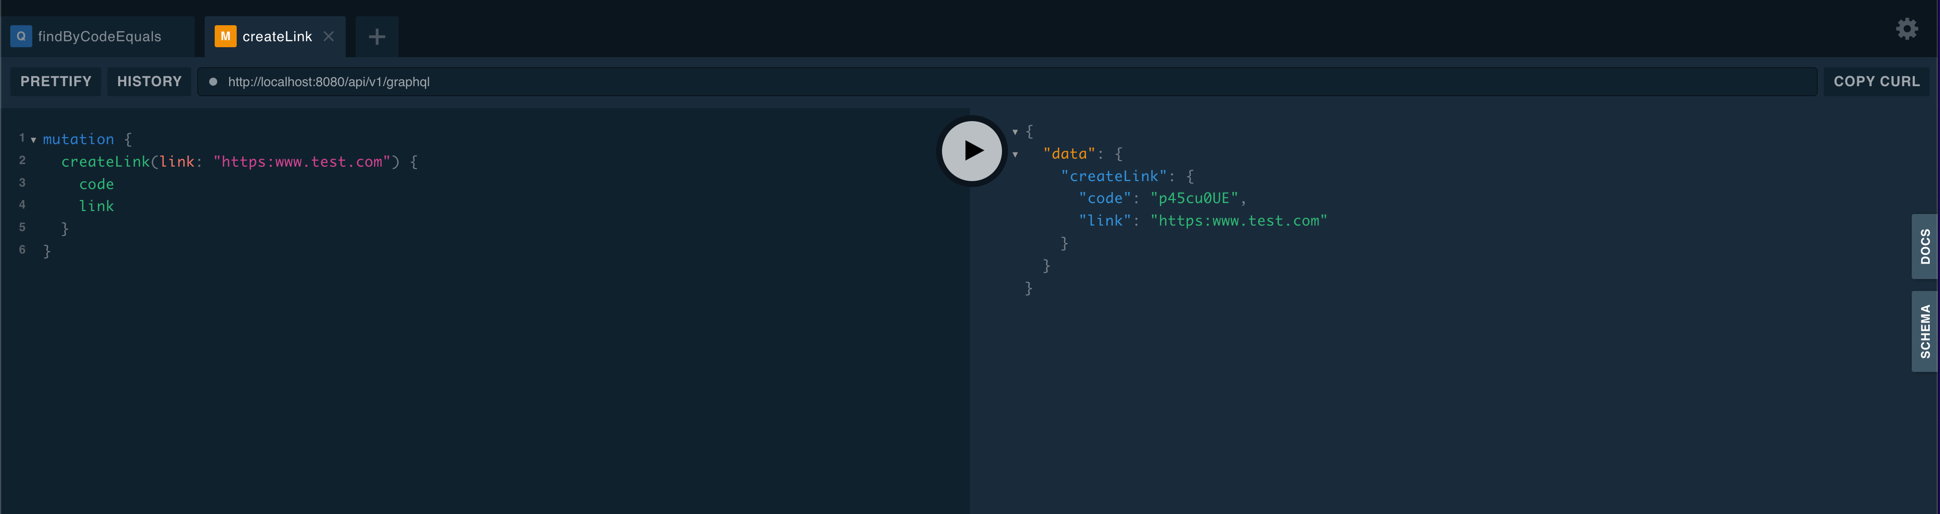 Q findByCodeEquals M createLink × +
PRETTIFY HISTORY http://localhost:8080/api/v1/graphql COPY CURL
1 mutation {
2 createLink(link: "https:www.test.com") {
3 code
4 link
5 }
6 }
{
"data": {
"createLink": {
"code": "p45cu0UE",
"link": "https:www.test.com"
}
}
}
DOCS
SCHEMA